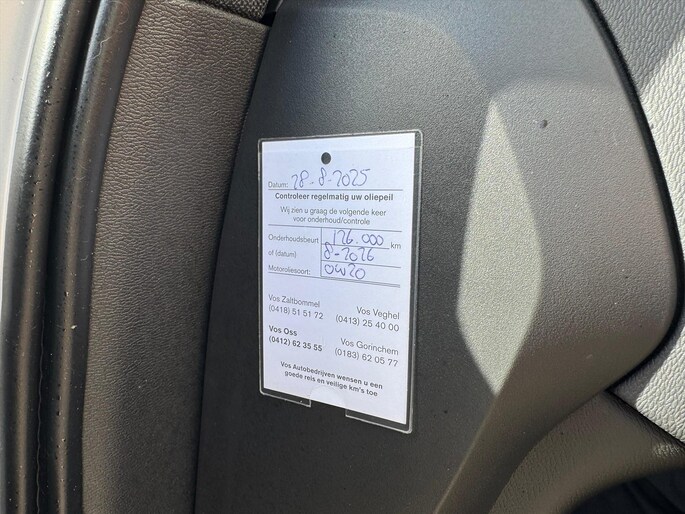 Datum: 28-8-2025
Controleer regelmatig uw oliepeil
Wij zien u graag de volgende keer
voor onderhoud/controle
Onderhoudsbeurt 126.000 km
of (datum) 8-2026
Motoroliesoort: 0W20
Vos Zaltbommel
(0418) 51 51 72
Vos Veghel
(0413) 25 40 00
Vos Oss
(0412) 62 35 55
Vos Gorinchem
(0183) 62 05 77
Vos Autobedrijven wensen u een
goede reis en veilige km's toe